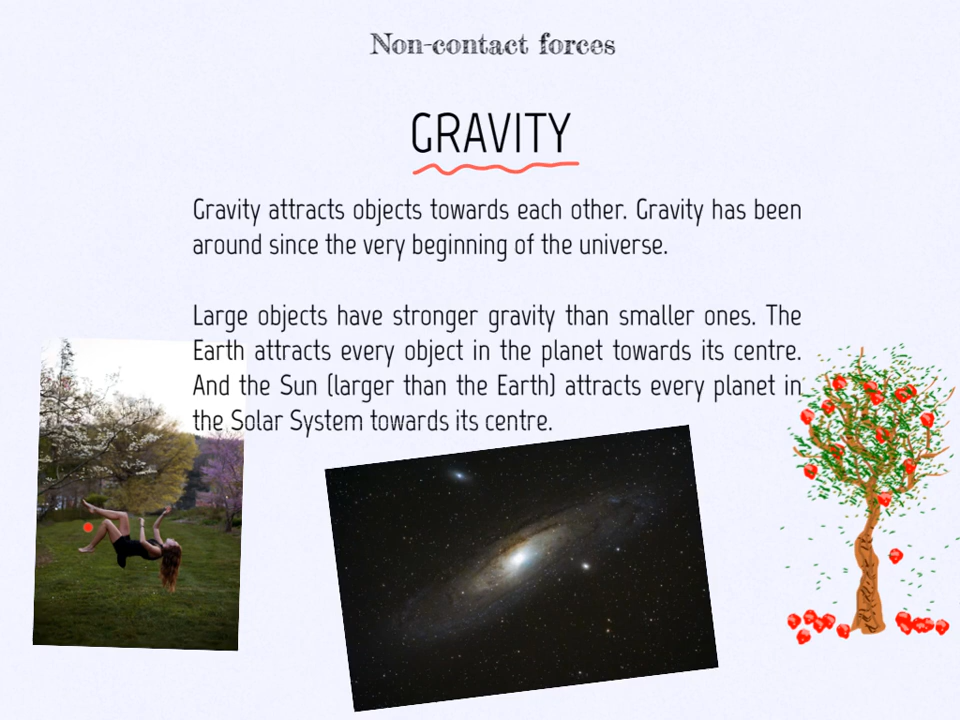 Non-contact forces
GRAVITY
Gravity attracts objects towards each other. Gravity has been
around since the very beginning of the universe.
Large objects have stronger gravity than smaller ones. The
Earth attracts every object in the planet towards its centre.
And the Sun (larger than the Earth) attracts every planet in
the Solar System towards its centre.